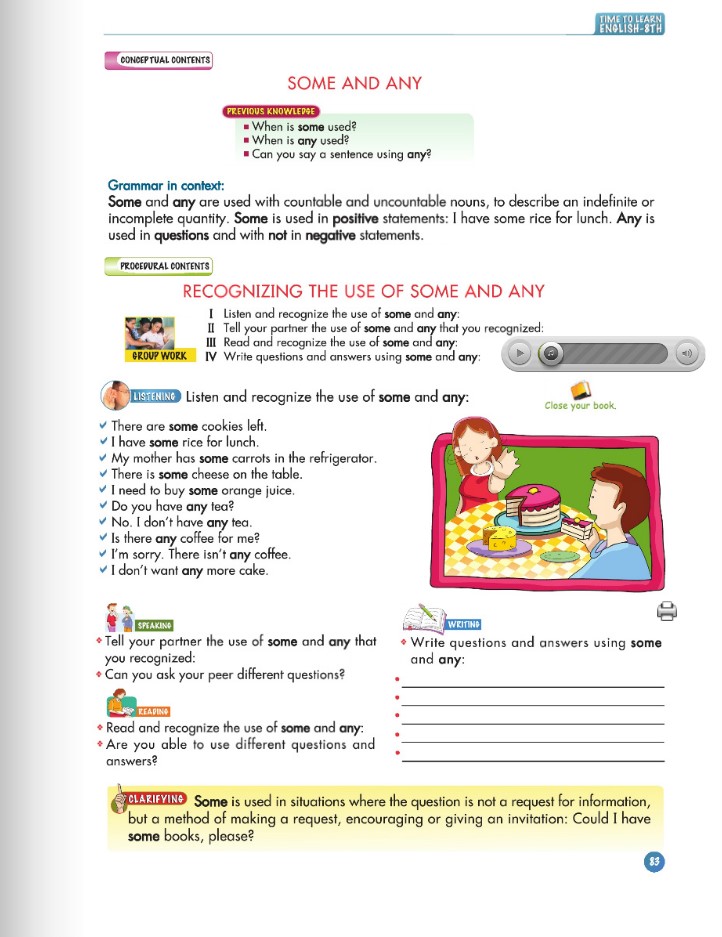 TIME TO LEARN
ENGLISH-8TH
CONCEPTUAL CONTENTS
SOME AND ANY
PREVIOUS KNOWLEDGE
When is some used?
When is any used?
Can you say a sentence using any?
Grammar in context:
Some and any are used with countable and uncountable nouns, to describe an indefinite or
incomplete quantity. Some is used in positive statements: I have some rice for lunch. Any is
used in questions and with not in negative statements.
PROCEDURAL CONTENTS
RECOGNIZING THE USE OF SOME AND ANY
GROUP WORK
I Listen and recognize the use of some and any:
II Tell your partner the use of some and any that you recognized:
III Read and recognize the use of some and any:
IV Write questions and answers using some and any:
LISTENING Listen and recognize the use of some and any:
Close your book.
There are some cookies left.
I have some rice for lunch.
My mother has some carrots in the refrigerator.
There is some cheese on the table.
I need to buy some orange juice.
Do you have any tea?
No. I don't have any tea.
Is there any coffee for me?
I'm sorry. There isn't any coffee.
I don't want any more cake.
SPEAKING
Tell your partner the use of some and any that
you recognized:
Can you ask your peer different questions?
READING
Read and recognize the use of some and any:
Are you able to use different questions and
answers?
WRITING
Write questions and answers using some
and any:
CLARIFYING Some is used in situations where the question is not a request for information,
but a method of making a request, encouraging or giving an invitation: Could I have
some books, please?
83